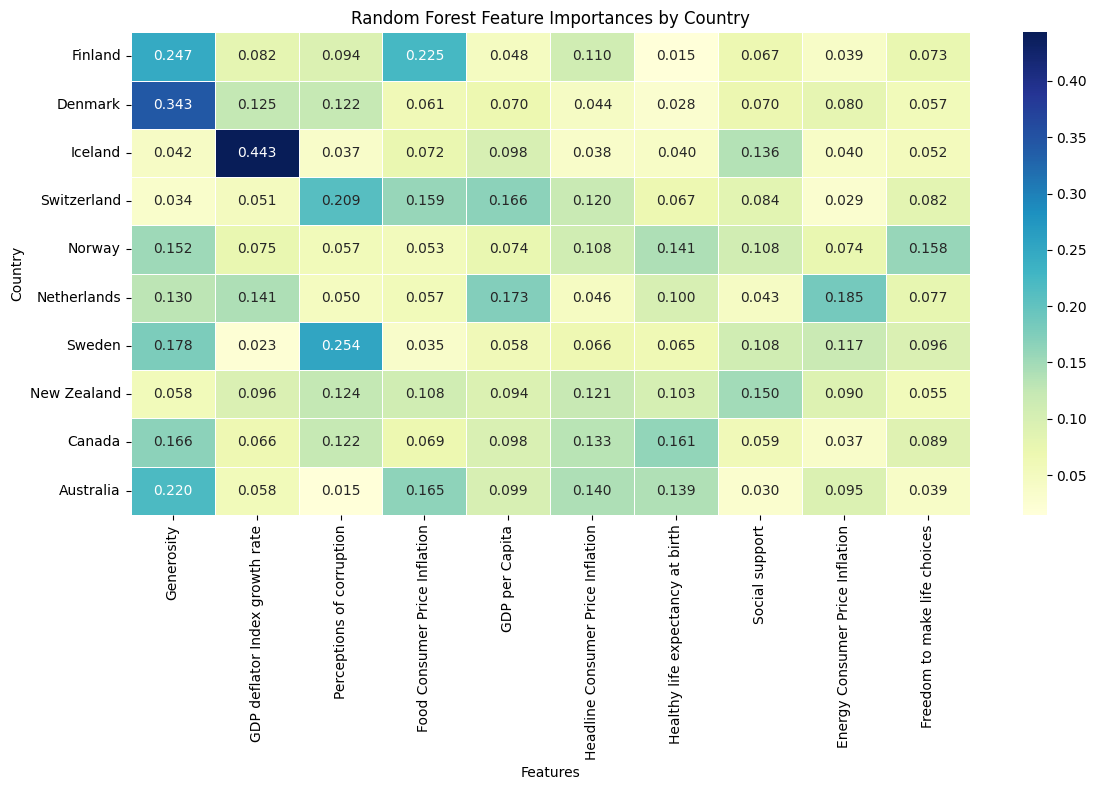 Random Forest Feature Importances by Country
Finland 0.247 0.082 0.094 0.225 0.048 0.110 0.015 0.067 0.039 0.073
Denmark 0.343 0.125 0.122 0.061 0.070 0.044 0.028 0.070 0.080 0.057
Iceland 0.042 0.443 0.037 0.072 0.098 0.038 0.040 0.136 0.040 0.052
Switzerland 0.034 0.051 0.209 0.159 0.166 0.120 0.067 0.084 0.029 0.082
Norway 0.152 0.075 0.057 0.053 0.074 0.108 0.141 0.108 0.074 0.158
Netherlands 0.130 0.141 0.050 0.057 0.173 0.046 0.100 0.043 0.185 0.077
Sweden 0.178 0.023 0.254 0.035 0.058 0.066 0.065 0.108 0.117 0.096
New Zealand 0.058 0.096 0.124 0.108 0.094 0.121 0.103 0.150 0.090 0.055
Canada 0.166 0.066 0.122 0.069 0.098 0.133 0.161 0.059 0.037 0.089
Australia 0.220 0.058 0.015 0.165 0.099 0.140 0.139 0.030 0.095 0.039
Country
Generosity
GDP deflator Index growth rate
Perceptions of corruption
Food Consumer Price Inflation
GDP per Capita
Headline Consumer Price Inflation
Healthy life expectancy at birth
Social support
Energy Consumer Price Inflation
Freedom to make life choices
Features
0.40
0.35
0.30
0.25
0.20
0.15
0.10
0.05